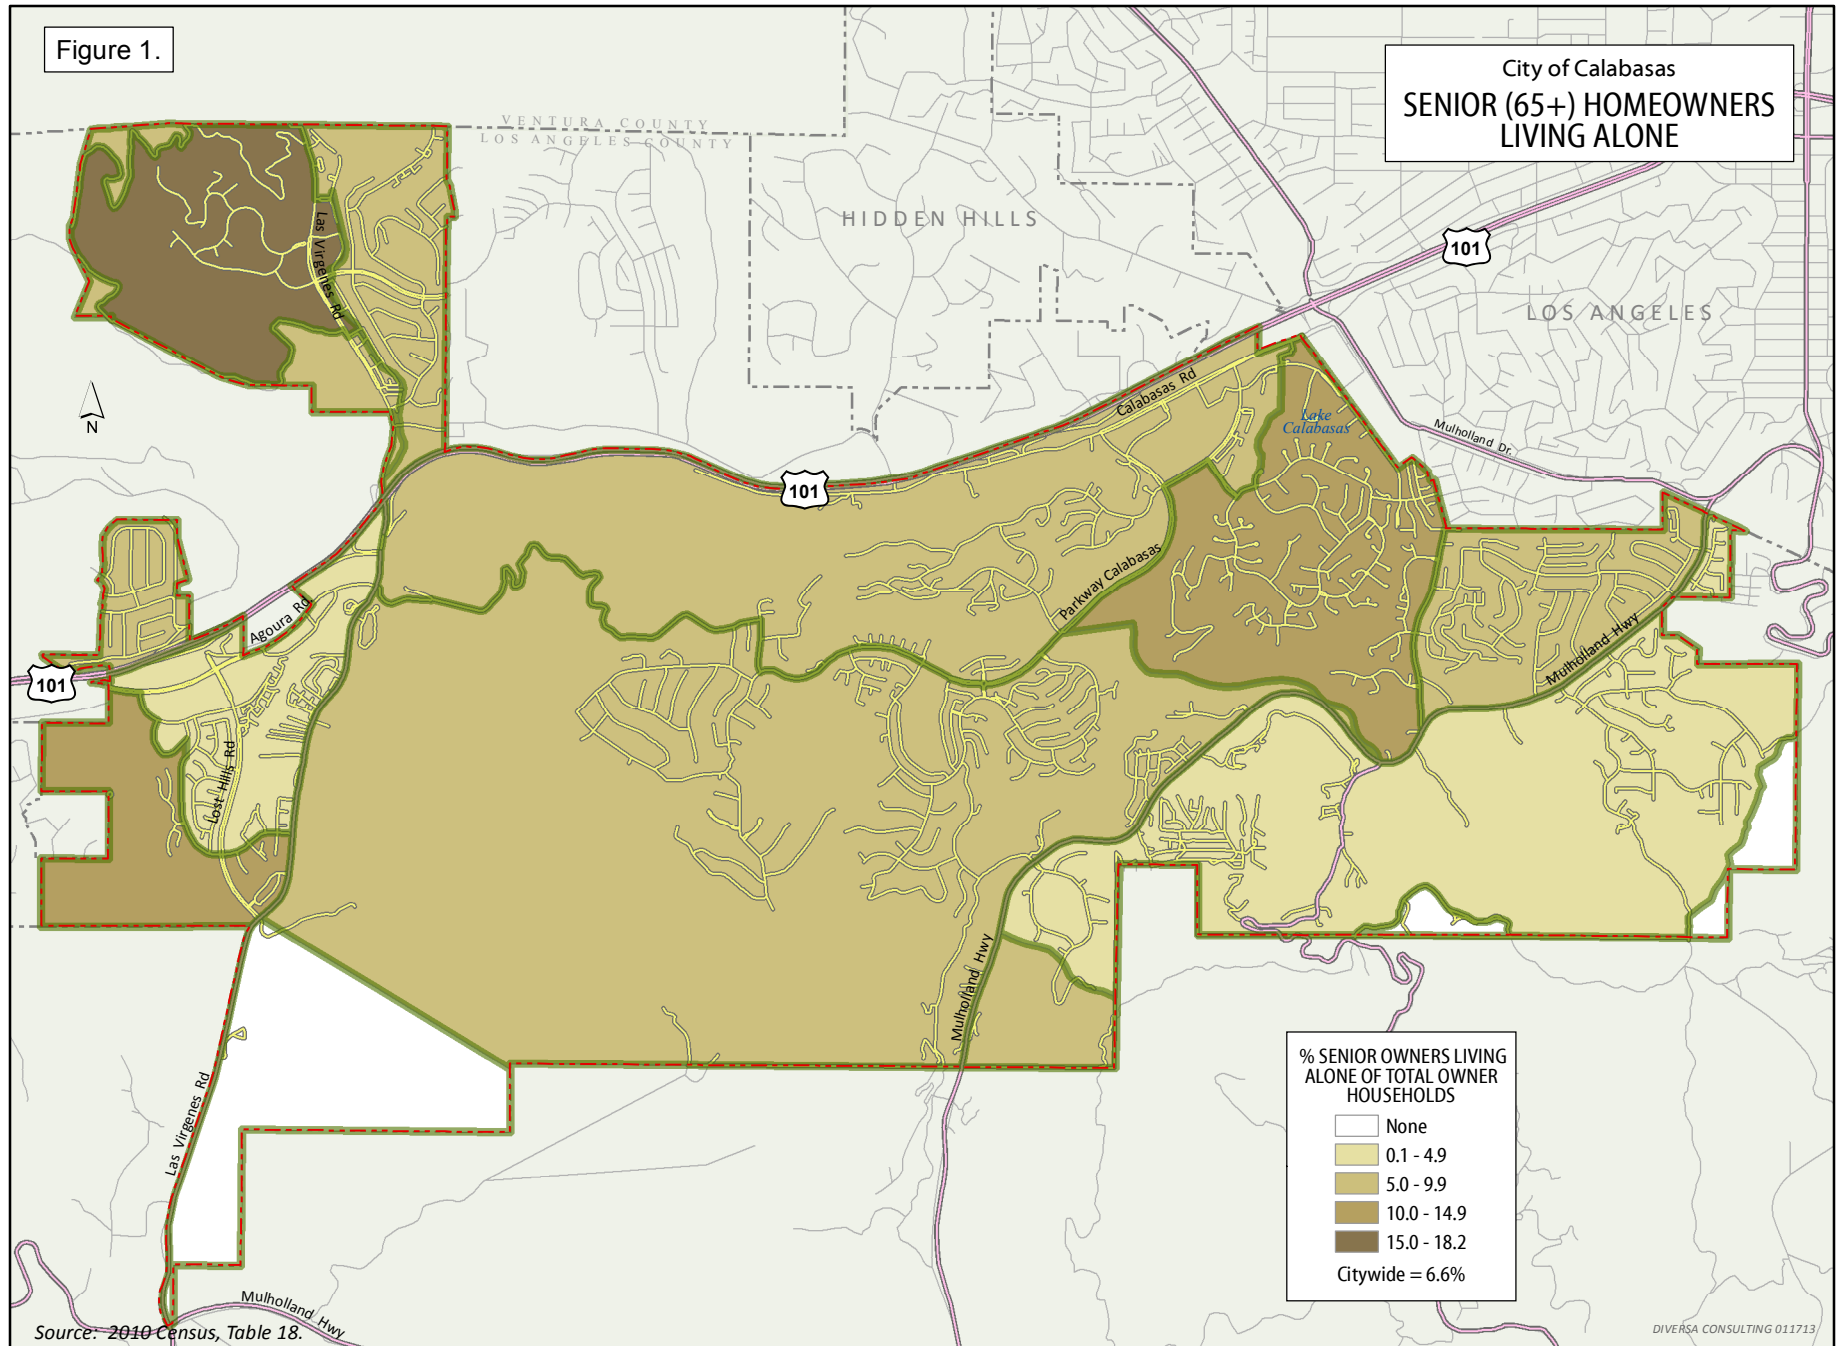 Figure 1.
City of Calabasas
SENIOR (65+) HOMEOWNERS
LIVING ALONE
VENTURA COUNTY
LOS ANGELES COUNTY
HIDDEN HILLS
101
LOS ANGELES
Las Virgenes Rd
N
Calabasas Rd
Lake
Calabasas
Mulholland Dr.
101
Parkway Calabasas
Agoura Rd
Mulholland Hwy
101
Lost Hills Rd
Mulholland Hwy
Las Virgenes Rd
% SENIOR OWNERS LIVING
ALONE OF TOTAL OWNER
HOUSEHOLDS
None
0.1 - 4.9
5.0 - 9.9
10.0 - 14.9
15.0 - 18.2
Citywide = 6.6%
Mulholland Hwy
Source: 2010 Census, Table 18.
DIVERSA CONSULTING 011713